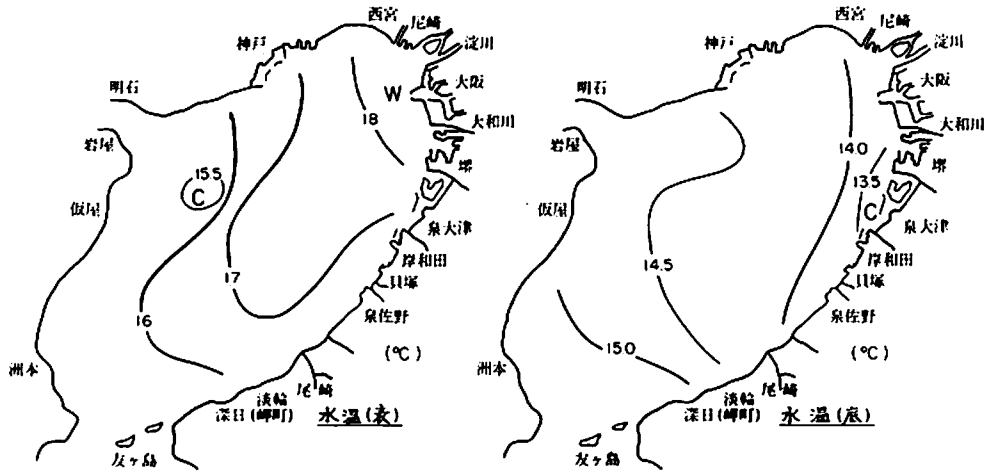 西宮
尼崎
神戸
淀川
明石
大阪
W
18
大和川
岩屋
堺
15.5
C
仮屋
泉大津
岸和田
17
貝塚
16
泉佐野
(℃)
洲本
尾崎
淡輪
深日(岬町)
水温(表)
友ヶ島
西宮
尼崎
神戸
淀川
明石
大阪
大和川
岩屋
14.0
堺
13.5
仮屋
C
泉大津
岸和田
14.5
貝塚
泉佐野
15.0
(℃)
洲本
尾崎
淡輪
深日(岬町)
水温(底)
友ヶ島